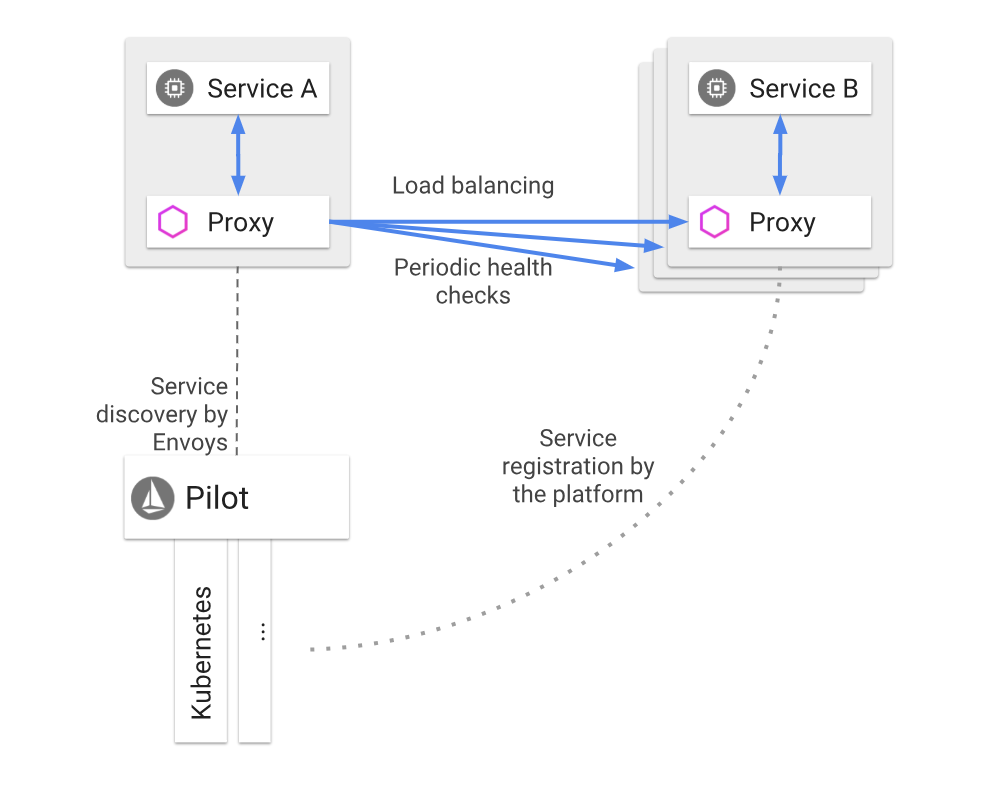 Service A
Service B
Proxy
Load balancing
Proxy
Periodic health
checks
Service
discovery by
Envoys
Service
registration by
the platform
Pilot
Kubernetes
...